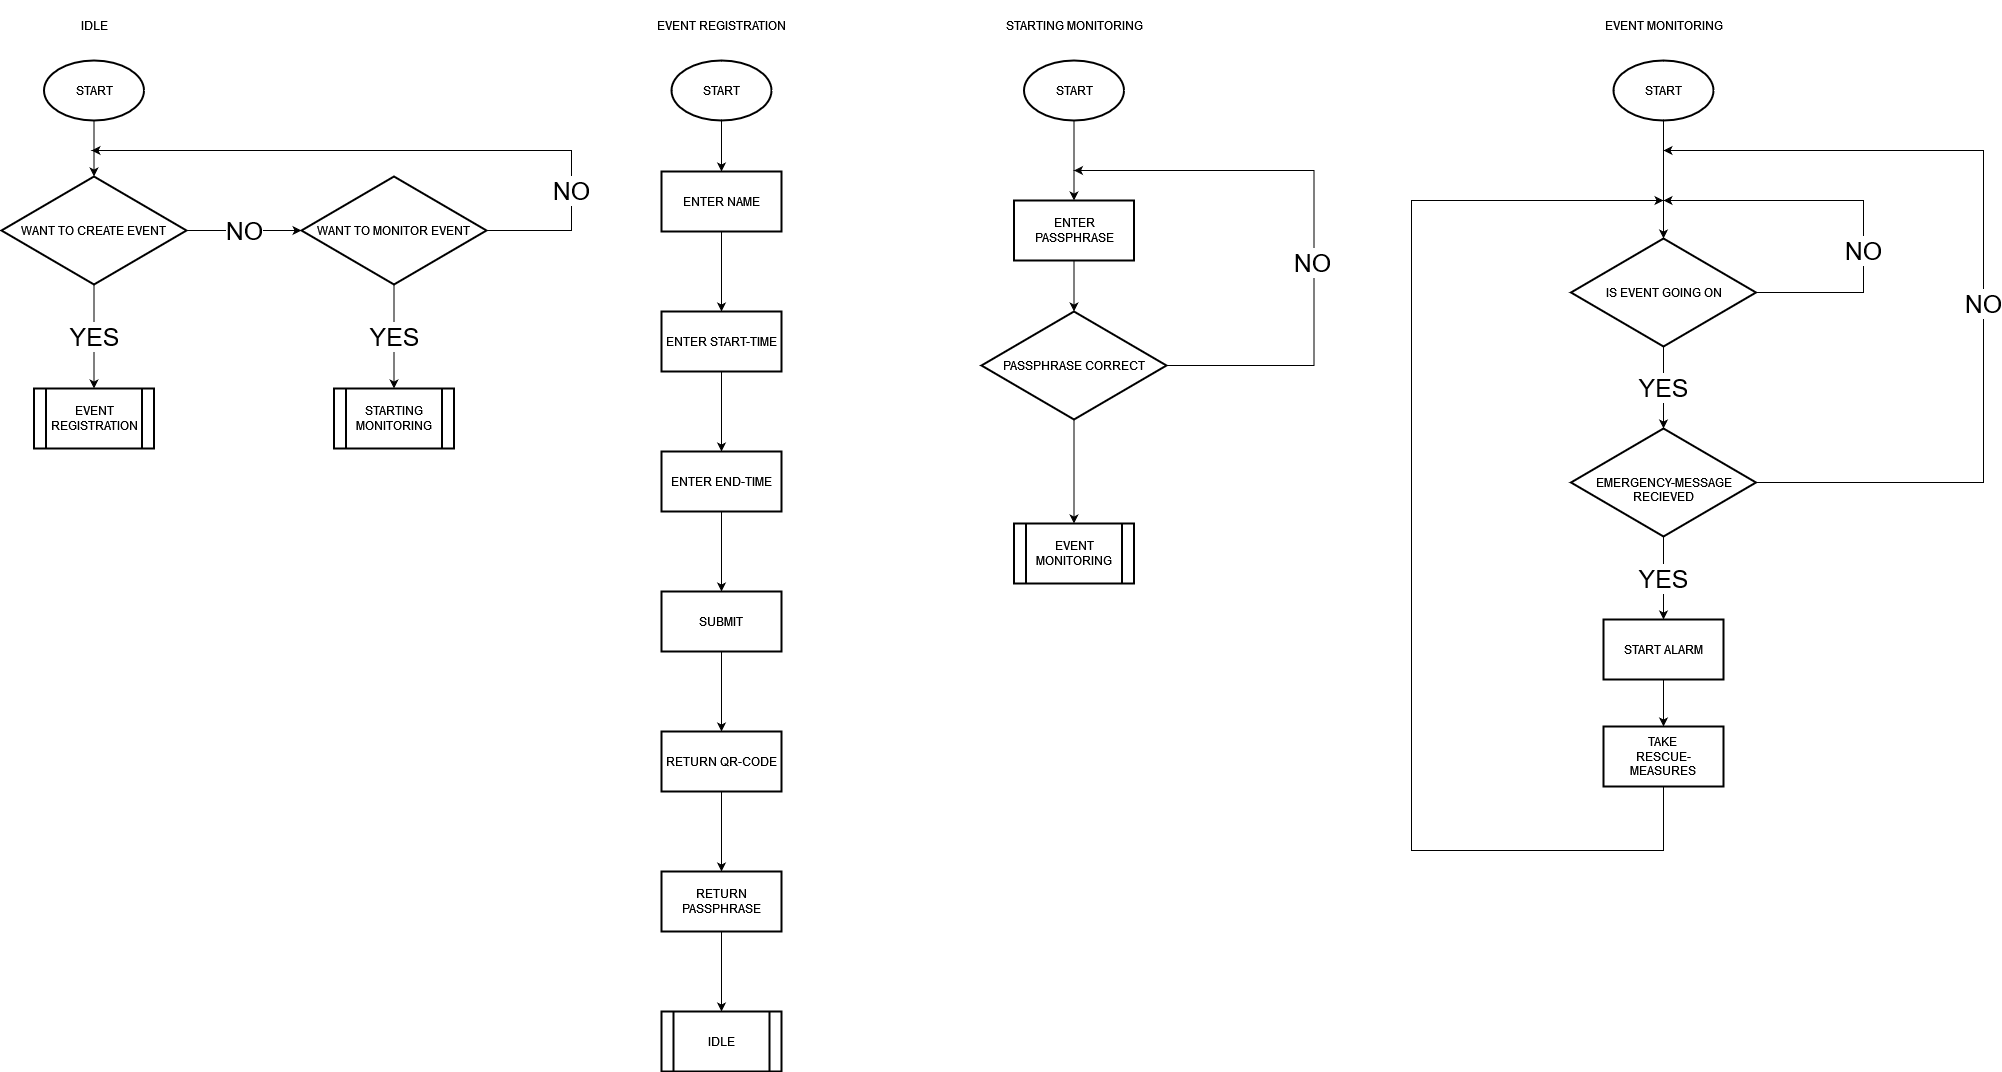 IDLE
START
WANT TO CREATE EVENT
NO
WANT TO MONITOR EVENT
NO
YES
YES
EVENT
REGISTRATION
STARTING
MONITORING
EVENT REGISTRATION
START
ENTER NAME
ENTER START-TIME
ENTER END-TIME
SUBMIT
RETURN QR-CODE
RETURN
PASSPHRASE
IDLE
STARTING MONITORING
START
ENTER
PASSPHRASE
NO
PASSPHRASE CORRECT
EVENT
MONITORING
EVENT MONITORING
START
NO
IS EVENT GOING ON
NO
YES
EMERGENCY-MESSAGE
RECIEVED
YES
START ALARM
TAKE
RESCUE-
MEASURES